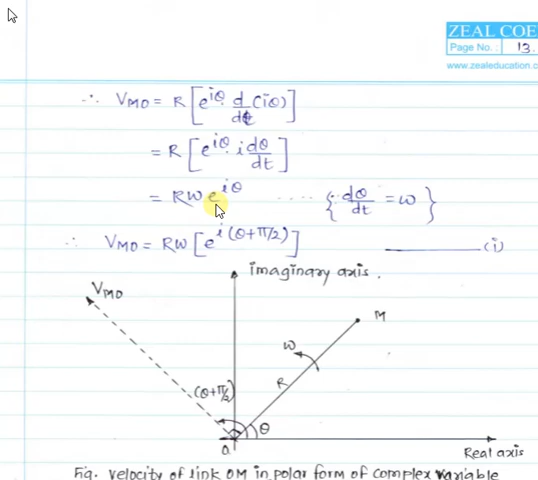 ZEAL COE
Page No. : 13.
www.zealeducation.c
∴ VMO = R [e^iθ. d/dt (iθ)]
= R [e^iθ. i dθ/dt]
= Rω e^iθ .... {∵ dθ/dt = ω}
∴ VMO = Rω [e^i(θ+π/2)] ———(i)
imaginary axis.
VMO
M
ω
R
(θ+π/2)
θ
O
Real axis
Fig. Velocity of link OM in polar form of complex variable